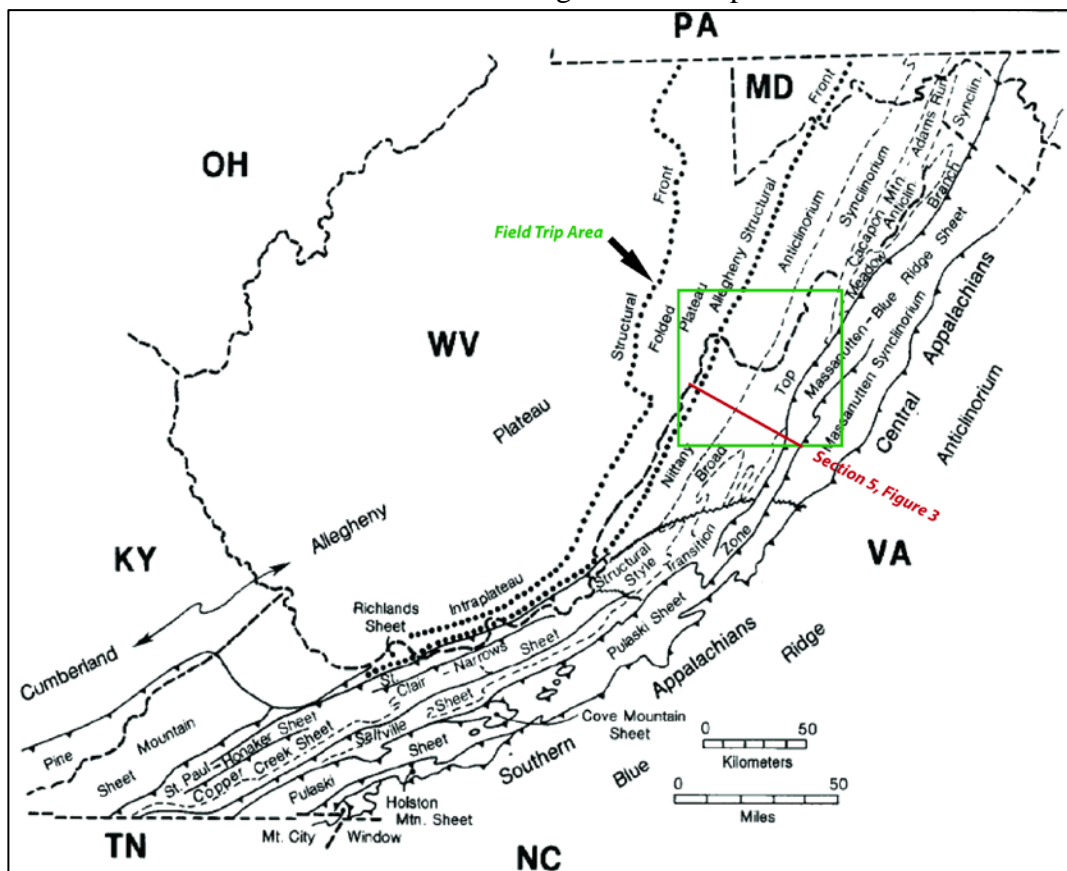 PA
MD
OH
Front
Front
Adams Run
Synclin.
Synclinorium
Anticlinorium
Cacapon Mtn.
Anticlin.
Meadow Branch
Field Trip Area
Allegheny Structural
Structural
Folded Plateau
WV
Plateau
Top
Massanutten - Blue Ridge Sheet
Massanutten Synclinorium
Central Appalachians
Anticlinorium
Nittany
Broad
Section 5, Figure 3
KY
Allegheny
VA
Structural
Style
Transition
Zone
Richlands
Sheet
Intraplateau
Cumberland
St.
Clair
Narrows
Sheet
Pulaski Sheet
Appalachians
Ridge
Pine
Mountain
Sheet
St. Paul-Honaker Sheet
Copper Creek Sheet
Saltville
Sheet
Pulaski
Sheet
Cove Mountain
Sheet
Southern
Blue
0 50
Kilometers
0 50
Miles
Holston
Mtn. Sheet
Mt. City
Window
TN
NC